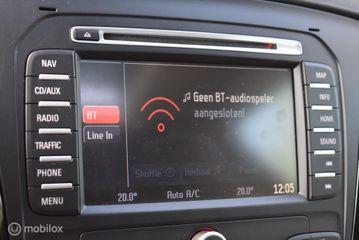 NAV
CD/AUX
RADIO
TRAFFIC
PHONE
MENU
BT
Line In
Geen BT-audiospeler
aangesloten!
Shuffle
Herhaal
20.0°
Auto A/C
20.0°
12:05
MAP
INFO
HOME
SOUND
mobilox